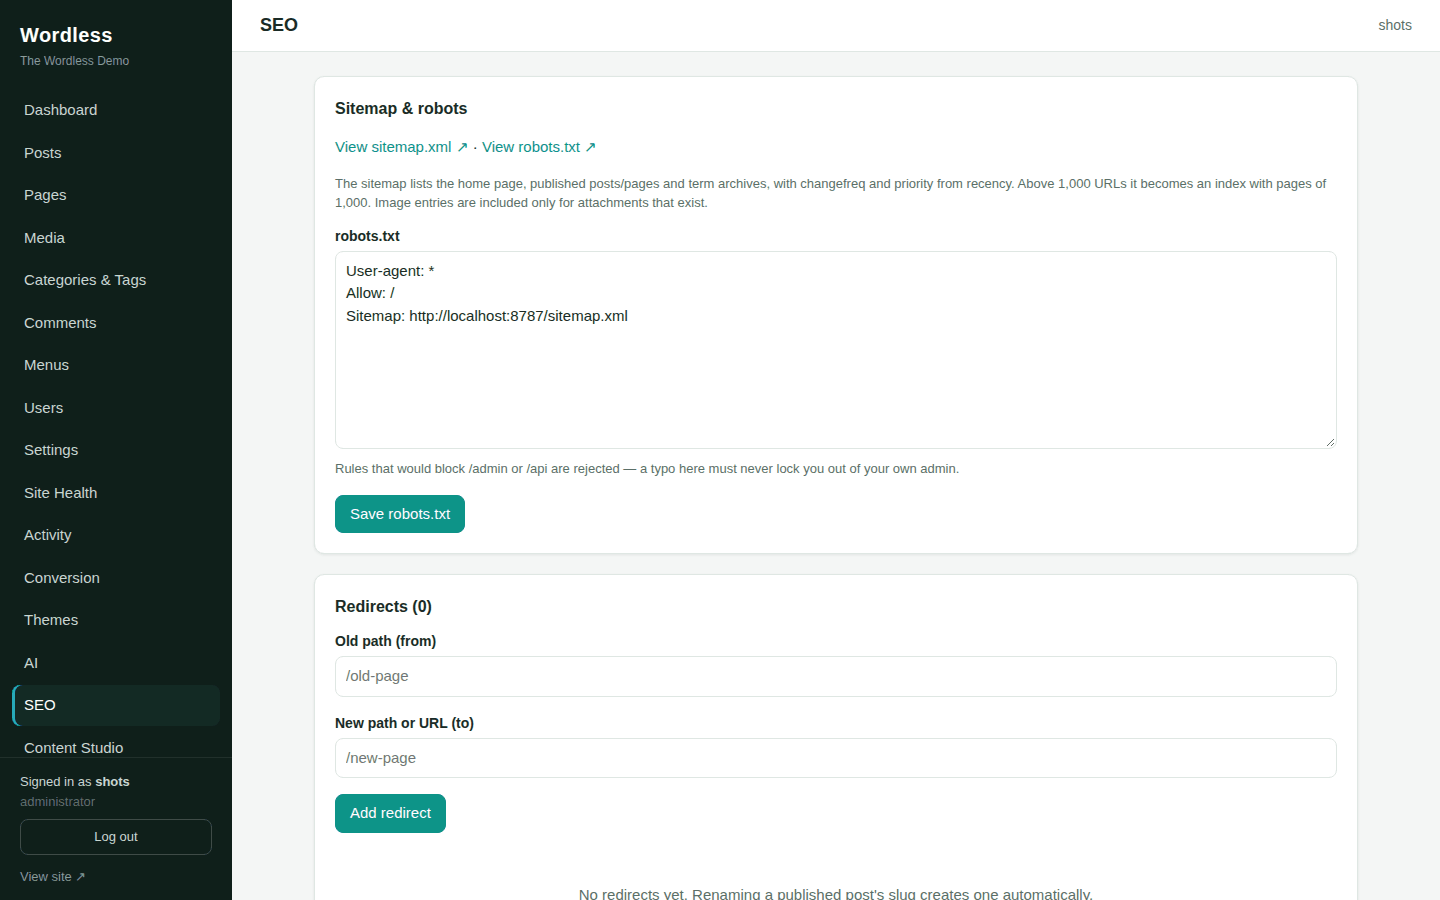 Wordless
The Wordless Demo
Dashboard
Posts
Pages
Media
Categories & Tags
Comments
Menus
Users
Settings
Site Health
Activity
Conversion
Themes
AI
SEO
Content Studio
Signed in as shots
administrator
Log out
View site ↗
SEO
shots
Sitemap & robots
View sitemap.xml ↗ · View robots.txt ↗
The sitemap lists the home page, published posts/pages and term archives, with changefreq and priority from recency. Above 1,000 URLs it becomes an index with pages of
1,000. Image entries are included only for attachments that exist.
robots.txt
User-agent: *
Allow: /
Sitemap: http://localhost:8787/sitemap.xml
Rules that would block /admin or /api are rejected — a typo here must never lock you out of your own admin.
Save robots.txt
Redirects (0)
Old path (from)
/old-page
New path or URL (to)
/new-page
Add redirect
No redirects yet. Renaming a published post's slug creates one automatically.